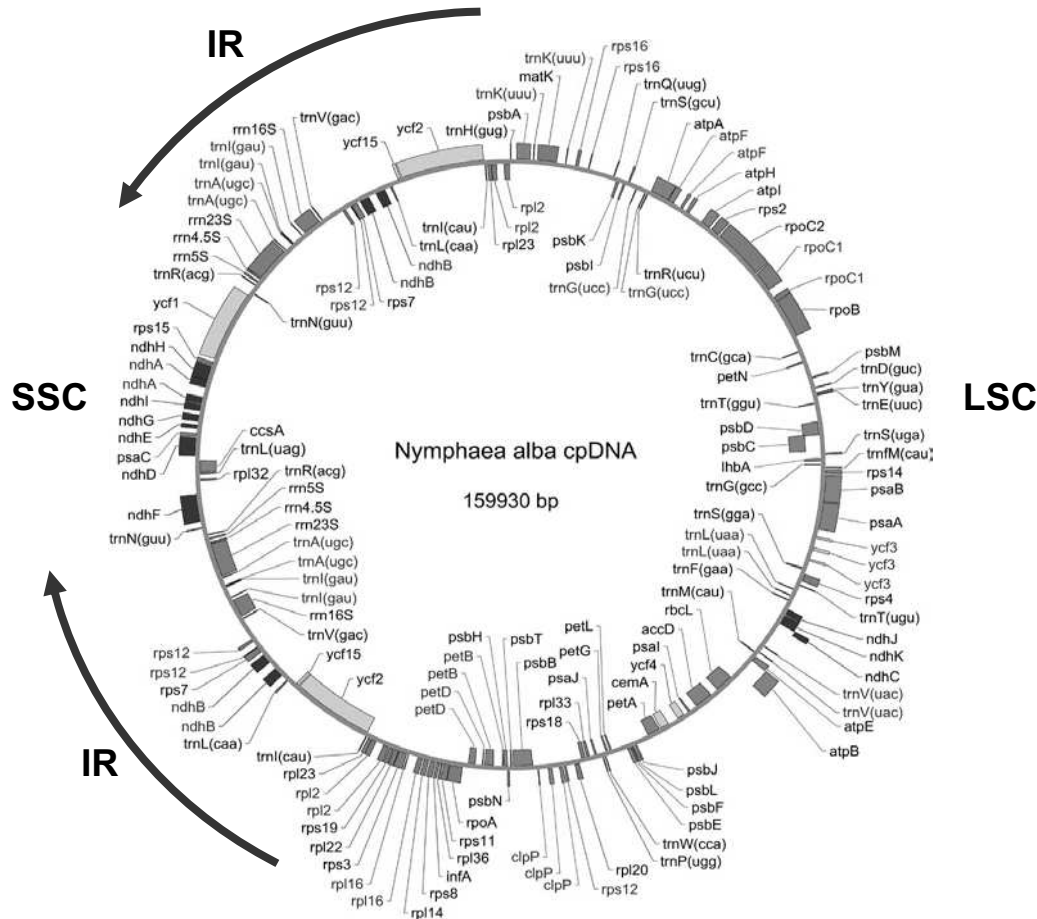 IR
SSC
LSC
IR
Nymphaea alba cpDNA
159930 bp
trnH(gug)
psbA
trnK(uuu)
matK
trnK(uuu)
rps16
rps16
trnQ(uug)
trnS(gcu)
atpA
atpF
atpF
atpH
atpI
rps2
rpoC2
rpoC1
rpoC1
rpoB
psbM
trnD(guc)
trnY(gua)
trnE(uuc)
trnS(uga)
trnfM(cau)
rps14
psaB
psaA
ycf3
ycf3
ycf3
rps4
trnT(ugu)
ndhJ
ndhK
ndhC
trnV(uac)
trnV(uac)
atpE
atpB
psbJ
psbL
psbF
psbE
trnW(cca)
trnP(ugg)
rpl20
rps12
clpP
clpP
clpP
psbN
rpoA
rps11
rpl36
infA
rps8
rpl14
rpl16
rpl16
rps3
rpl22
rps19
rpl2
rpl2
rpl23
trnI(cau)
trnL(caa)
ndhB
ndhB
rps7
rps12
rps12
trnN(guu)
ndhF
ndhD
psaC
ndhE
ndhG
ndhI
ndhA
ndhA
ndhH
rps15
ycf1
trnR(acg)
rrn5S
rrn4.5S
rrn23S
trnA(ugc)
trnA(ugc)
trnI(gau)
trnI(gau)
rrn16S
trnV(gac)
ycf15
ycf2
rpl2
rpl2
rpl23
trnI(cau)
trnL(caa)
ndhB
ndhB
rps7
rps12
rps12
trnN(guu)
psbK
psbI
trnG(ucc)
trnG(ucc)
trnR(ucu)
trnC(gca)
petN
trnT(ggu)
psbD
psbC
lhbA
trnG(gcc)
trnS(gga)
trnL(uaa)
trnL(uaa)
trnF(gaa)
trnM(cau)
rbcL
accD
psaI
ycf4
cemA
petA
petL
petG
psaJ
rpl33
rps18
psbB
psbT
psbH
petB
petB
petD
petD
ycf2
ycf15
trnV(gac)
rrn16S
trnI(gau)
trnI(gau)
trnA(ugc)
trnA(ugc)
rrn23S
rrn4.5S
rrn5S
trnR(acg)
rpl32
trnL(uag)
ccsA